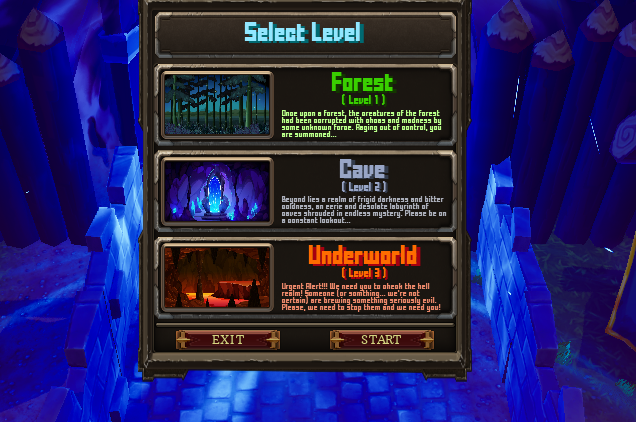 Select Level
Forest
( Level 1 )
Once upon a forest, the creatures of the forest
had been corrupted with chaos and madness by
some unknown force. Raging out of control, you
are summoned...
Cave
( Level 2 )
Beyond lies a realm of frigid darkness and bitter
coldness, an eerie and desolate labyrinth of
caves shrouded in endless mystery. Please be on
a constant lookout...
Underworld
( Level 3 )
Urgent Alert!!! We need you to check the hell
realm! Someone (or somthing... we're not
certain) are brewing something seriously evil.
Please, we need to stop them and we need you!
EXIT
START